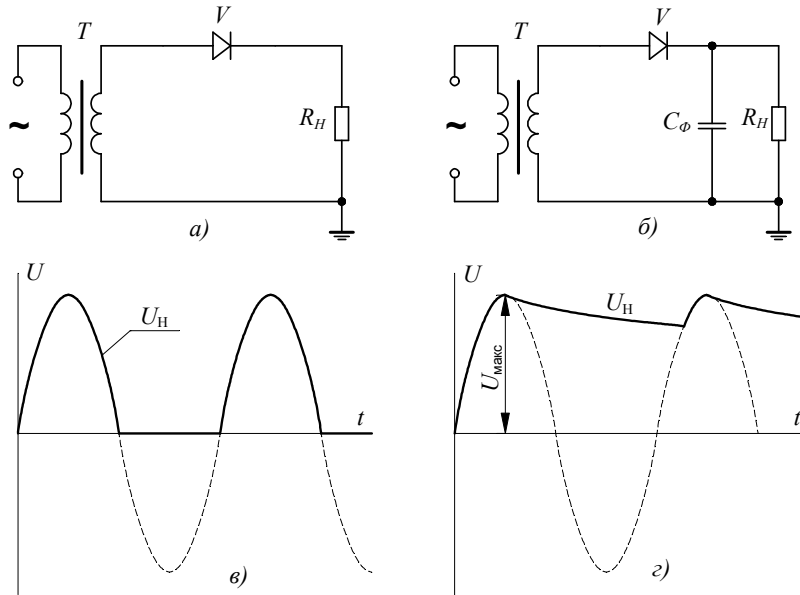 T
V
~
R_Н
а)
T
V
~
C_Ф
R_Н
б)
U
U_Н
t
в)
U
U_Н
U_макс
t
г)